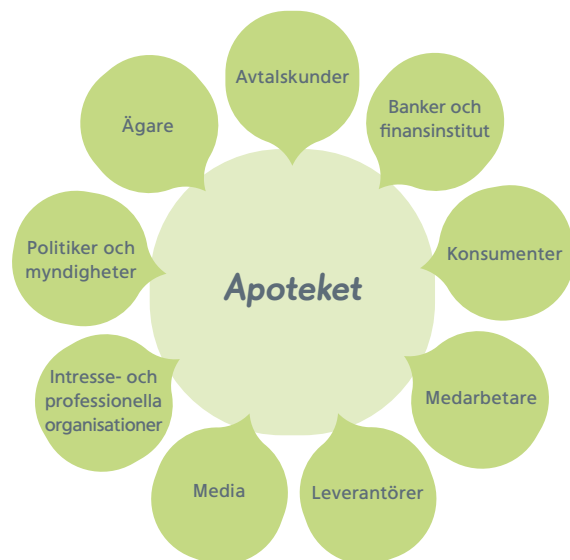 Avtalskunder
Banker och
finansinstitut
Konsumenter
Medarbetare
Leverantörer
Media
Intresse- och
professionella
organisationer
Politiker och
myndigheter
Ägare
Apoteket